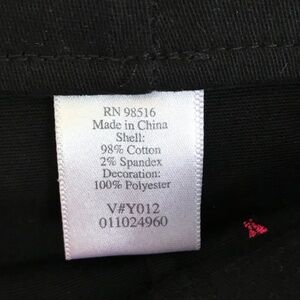 RN 98516
Made in China
Shell:
98% Cotton
2% Spandex
Decoration:
100% Polyester
V#Y012
011024960